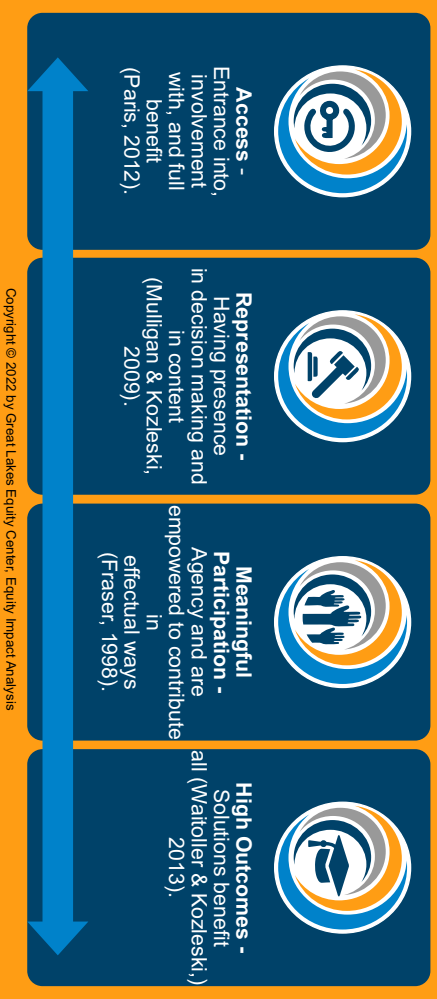 Access -
Entrance into,
involvement
with, and full
benefit
(Paris, 2012).
Representation -
Having presence
in decision making and
in content
(Mulligan & Kozleski,
2009).
Meaningful
Participation -
Agency and are
empowered to contribute
in
effectual ways
(Fraser, 1998).
High Outcomes -
Solutions benefit
all (Waitoller & Kozleski,)
2013).
Copyright © 2022 by Great Lakes Equity Center, Equity Impact Analysis